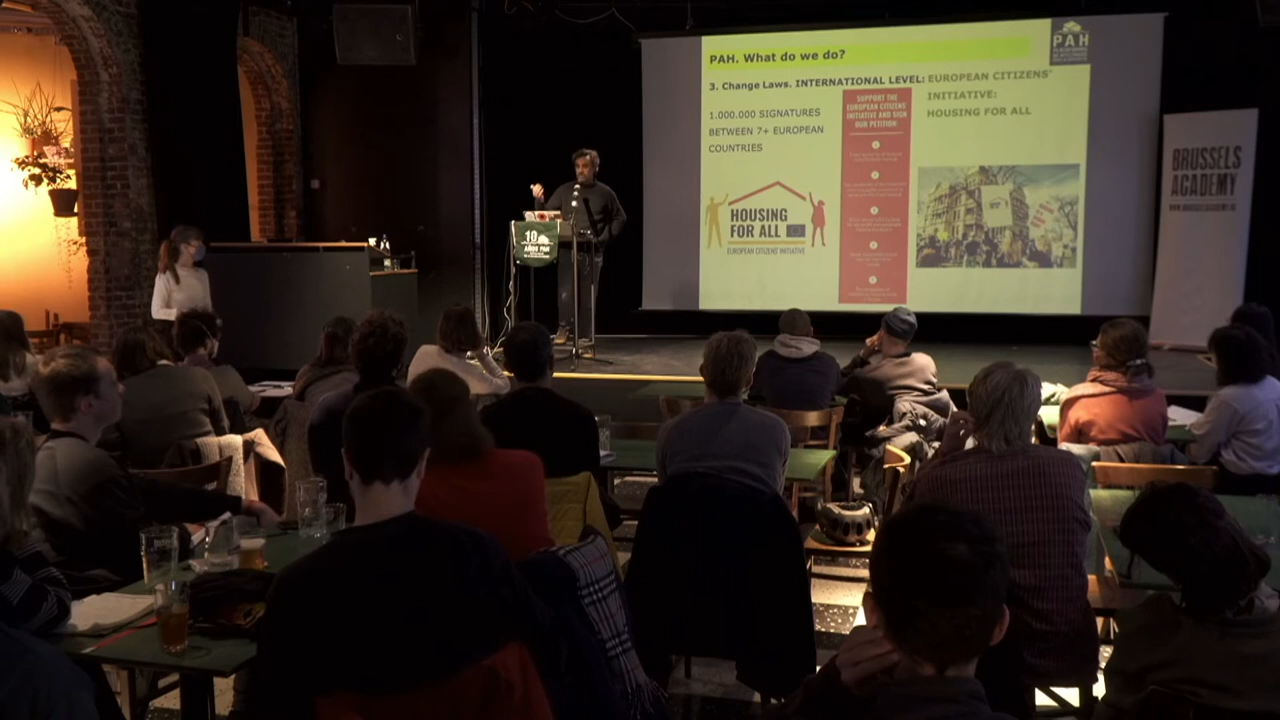 PAH. What do we do?
PAH
3. Change Laws. INTERNATIONAL LEVEL: EUROPEAN CITIZENS'
INITIATIVE:
HOUSING FOR ALL
1.000.000 SIGNATURES
BETWEEN 7+ EUROPEAN
COUNTRIES
SUPPORT THE
EUROPEAN CITIZENS
INITIATIVE AND SIGN
OUR PETITION:
HOUSING
FOR ALL
EUROPEAN CITIZENS' INITIATIVE
10
AÑOS PAH
BRUSSELS
ACADEMY